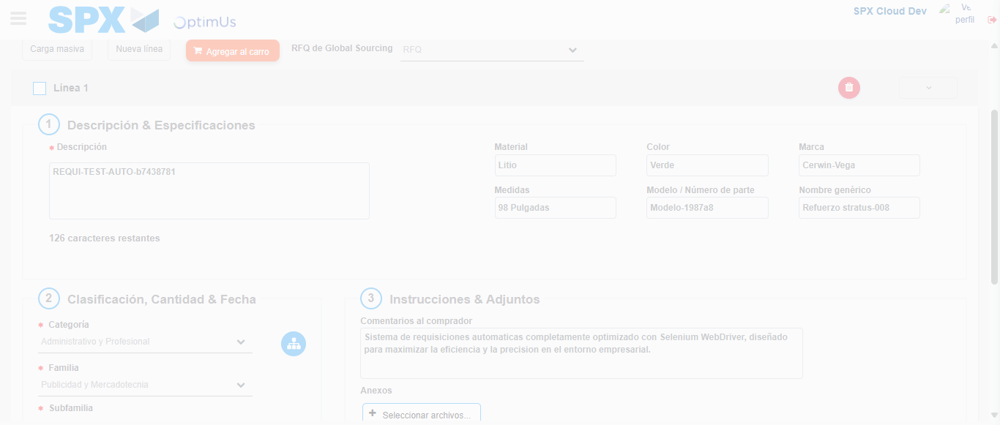 SPX
OptimUs
SPX Cloud Dev
perfil
Carga masiva
Nueva línea
Agregar al carro
RFQ de Global Sourcing
RFQ
Línea 1
1 Descripción & Especificaciones
* Descripción
REQUI-TEST-AUTO-b7438781
126 caracteres restantes
Material
Color
Marca
Litio
Verde
Cerwin-Vega
Medidas
Modelo / Número de parte
Nombre genérico
98 Pulgadas
Modelo-1987a8
Refuerzo stratus-008
2 Clasificación, Cantidad & Fecha
* Categoría
Administrativo y Profesional
* Familia
Publicidad y Mercadotecnia
* Subfamilia
3 Instrucciones & Adjuntos
Comentarios al comprador
Sistema de requisiciones automaticas completamente optimizado con Selenium WebDriver, diseñado
para maximizar la eficiencia y la precision en el entorno empresarial.
Anexos
+ Seleccionar archivos...